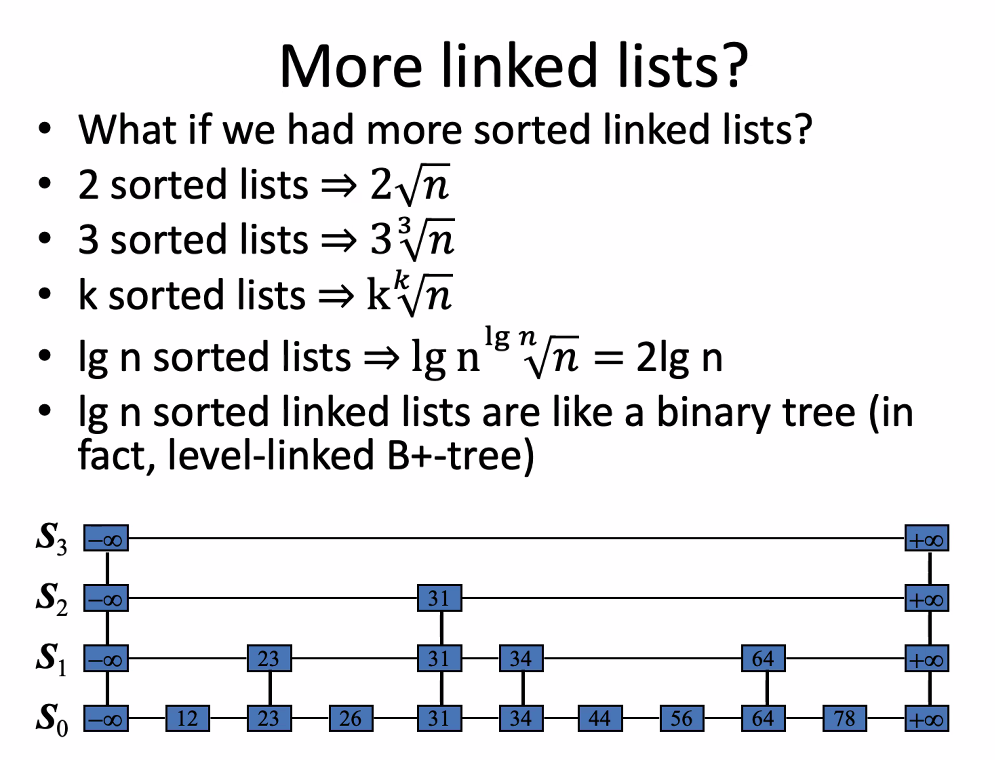 More linked lists?
• What if we had more sorted linked lists?
• 2 sorted lists ⇒ 2√n
• 3 sorted lists ⇒ 3∛n
• k sorted lists ⇒ k ᵏ√n
• lg n sorted lists ⇒ lg n ˡᵍ ⁿ√n = 2lg n
• lg n sorted linked lists are like a binary tree (in
fact, level-linked B+-tree)
S₃ −∞ +∞
S₂ −∞ 31 +∞
S₁ −∞ 23 31 34 64 +∞
S₀ −∞ 12 23 26 31 34 44 56 64 78 +∞